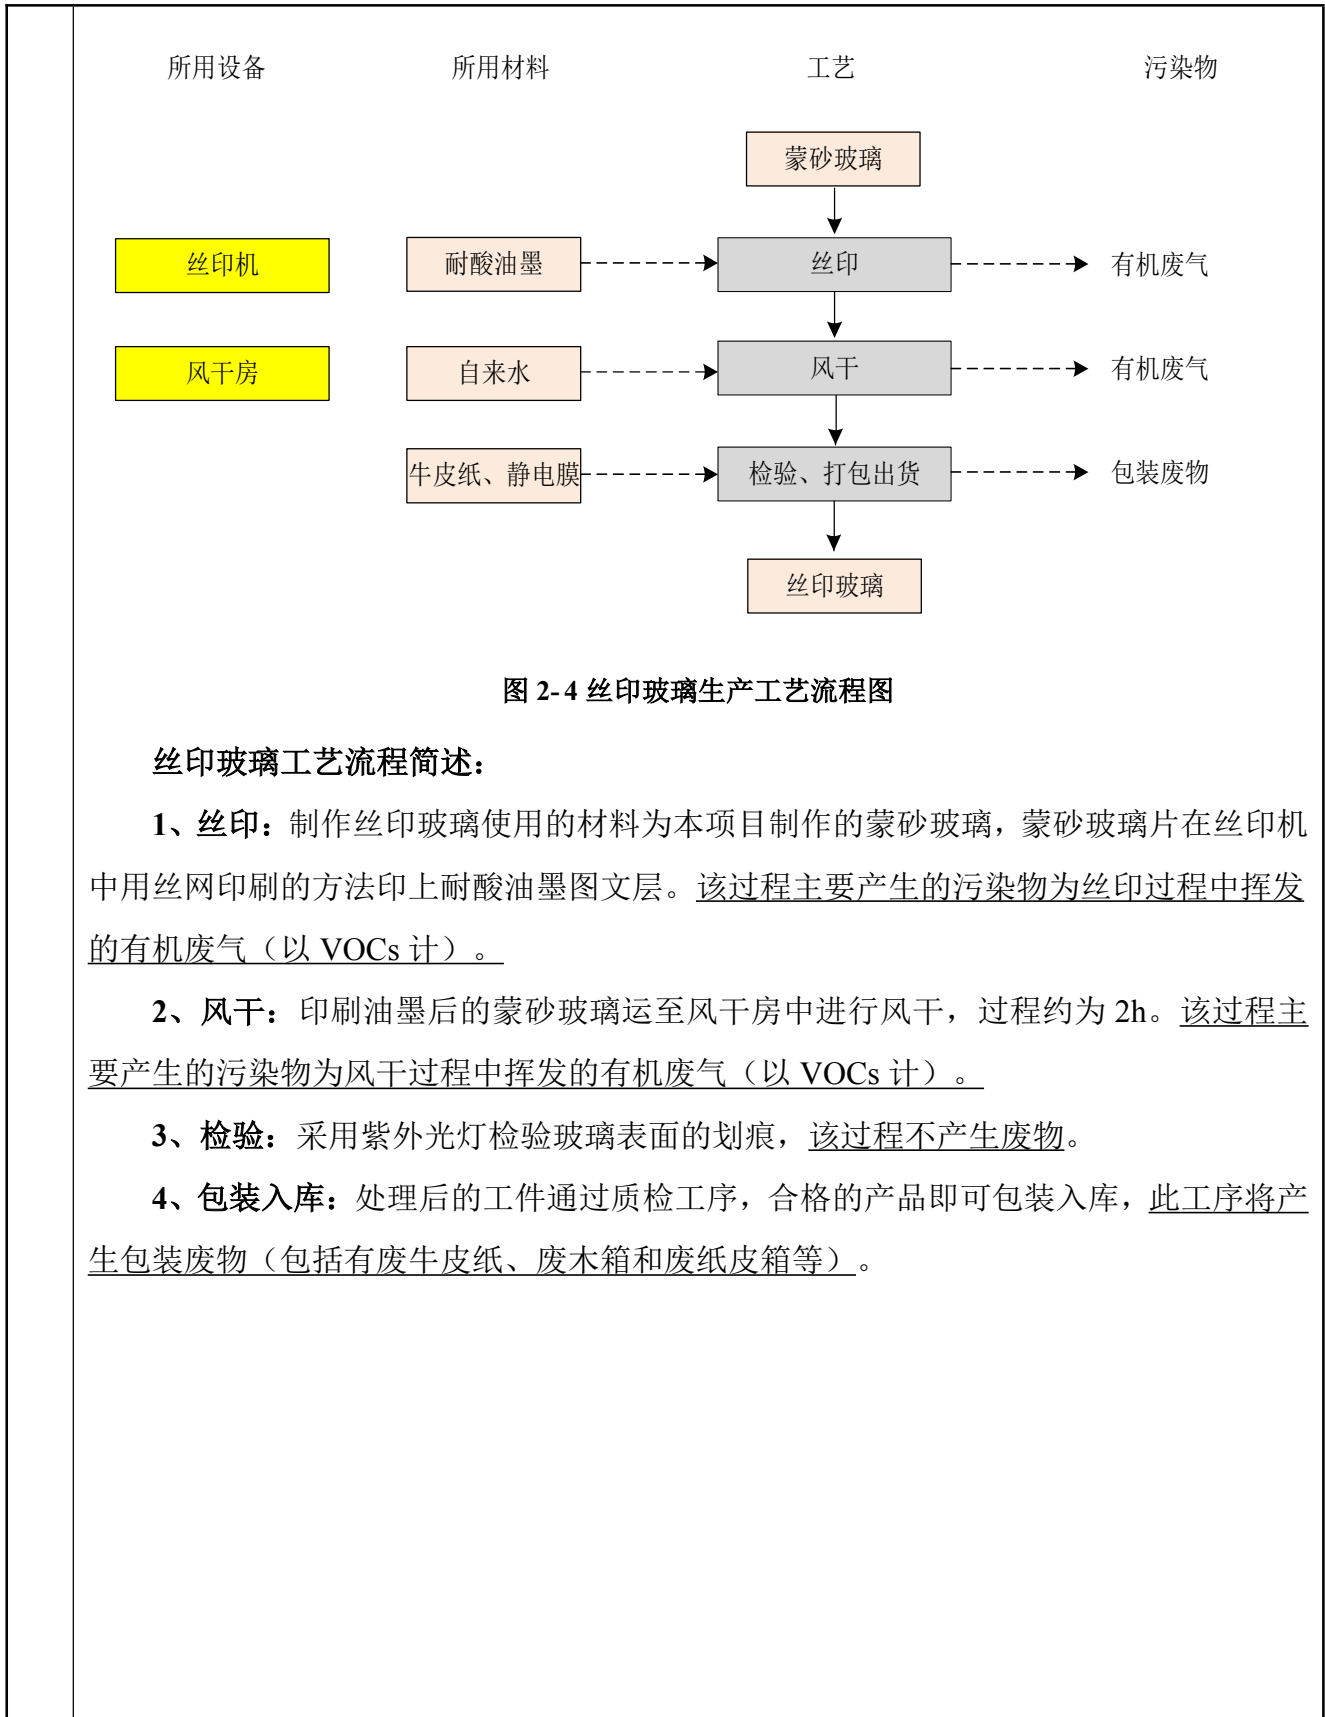 所用设备 所用材料 工艺 污染物
蒙砂玻璃
丝印机 耐酸油墨 丝印 有机废气
风干房 自来水 风干 有机废气
牛皮纸、静电膜 检验、打包出货 包装废物
丝印玻璃
图 2-4 丝印玻璃生产工艺流程图
丝印玻璃工艺流程简述：
1、丝印：制作丝印玻璃使用的材料为本项目制作的蒙砂玻璃，蒙砂玻璃片在丝印机
中用丝网印刷的方法印上耐酸油墨图文层。该过程主要产生的污染物为丝印过程中挥发
的有机废气（以 VOCs 计）。
2、风干：印刷油墨后的蒙砂玻璃运至风干房中进行风干，过程约为 2h。该过程主
要产生的污染物为风干过程中挥发的有机废气（以 VOCs 计）。
3、检验：采用紫外光灯检验玻璃表面的划痕，该过程不产生废物。
4、包装入库：处理后的工件通过质检工序，合格的产品即可包装入库，此工序将产
生包装废物（包括有废牛皮纸、废木箱和废纸皮箱等）。